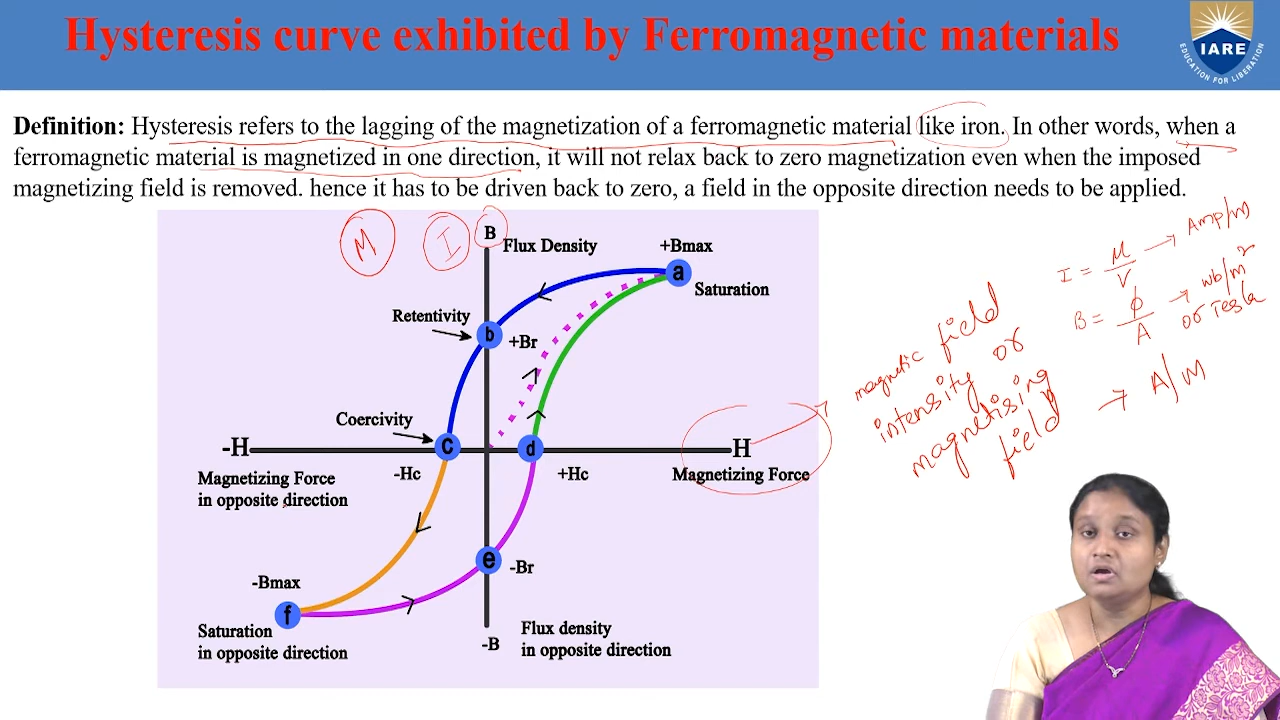 Hysteresis curve exhibited by Ferromagnetic materials
IARE
EDUCATION FOR LIBERATION
Definition: Hysteresis refers to the lagging of the magnetization of a ferromagnetic material like iron. In other words, when a
ferromagnetic material is magnetized in one direction, it will not relax back to zero magnetization even when the imposed
magnetizing field is removed. hence it has to be driven back to zero, a field in the opposite direction needs to be applied.
M
I
B
Flux Density
+Bmax
a
Saturation
Retentivity
b
+Br
Coercivity
c
d
-H
H
-Hc
+Hc
Magnetizing Force
in opposite direction
Magnetizing Force
e
-Br
-Bmax
f
Saturation
in opposite direction
-B
Flux density
in opposite direction
I = M/V → Amp/m
B = φ/A → wb/m²
or Tesla
magnetic field
intensity or
magnetising
field → A/M